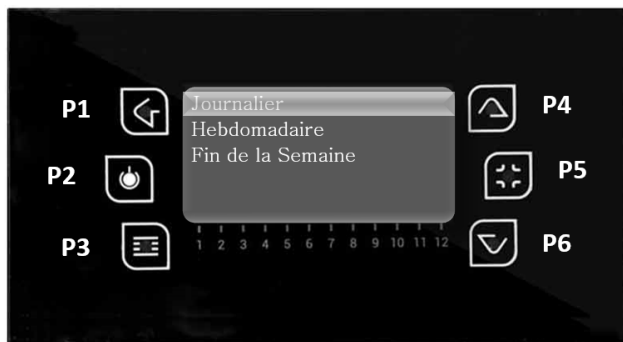 P1
P2
P3
Journalier
Hebdomadaire
Fin de la Semaine
1 2 3 4 5 6 7 8 9 10 11 12
P4
P5
P6